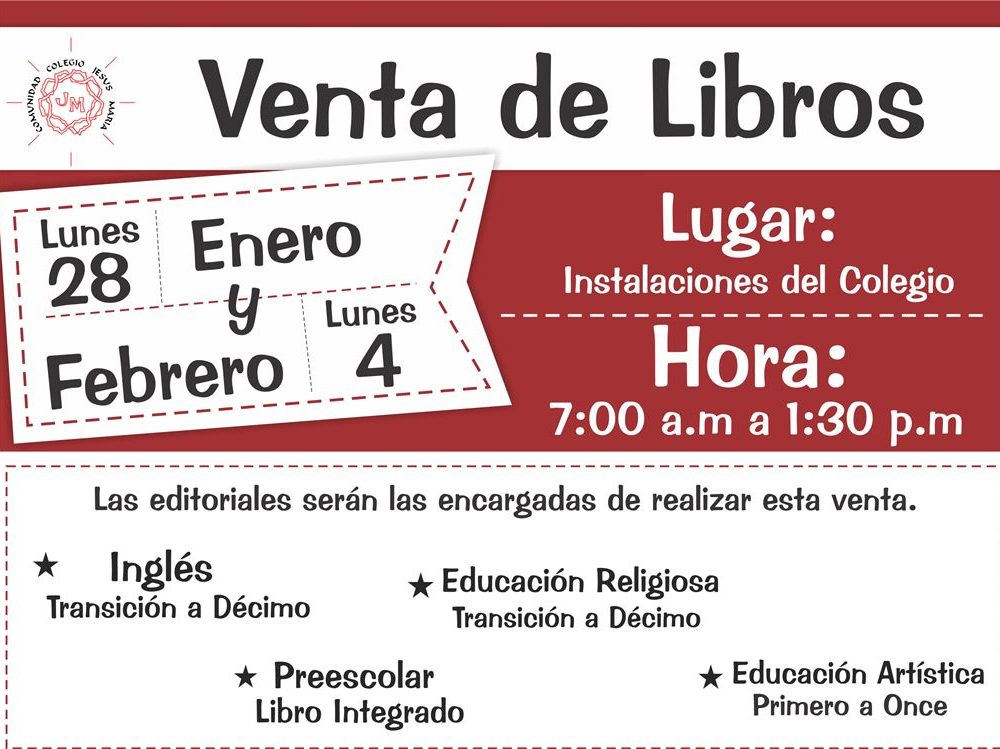 COMUNIDAD COLEGIO JESUS MARIA
JM
Venta de Libros
Lunes
28
Enero
y
Febrero
Lunes
4
Lugar:
Instalaciones del Colegio
Hora:
7:00 a.m a 1:30 p.m
Las editoriales serán las encargadas de realizar esta venta.
★ Inglés
Transición a Décimo
★ Educación Religiosa
Transición a Décimo
★ Preescolar
Libro Integrado
★ Educación Artística
Primero a Once